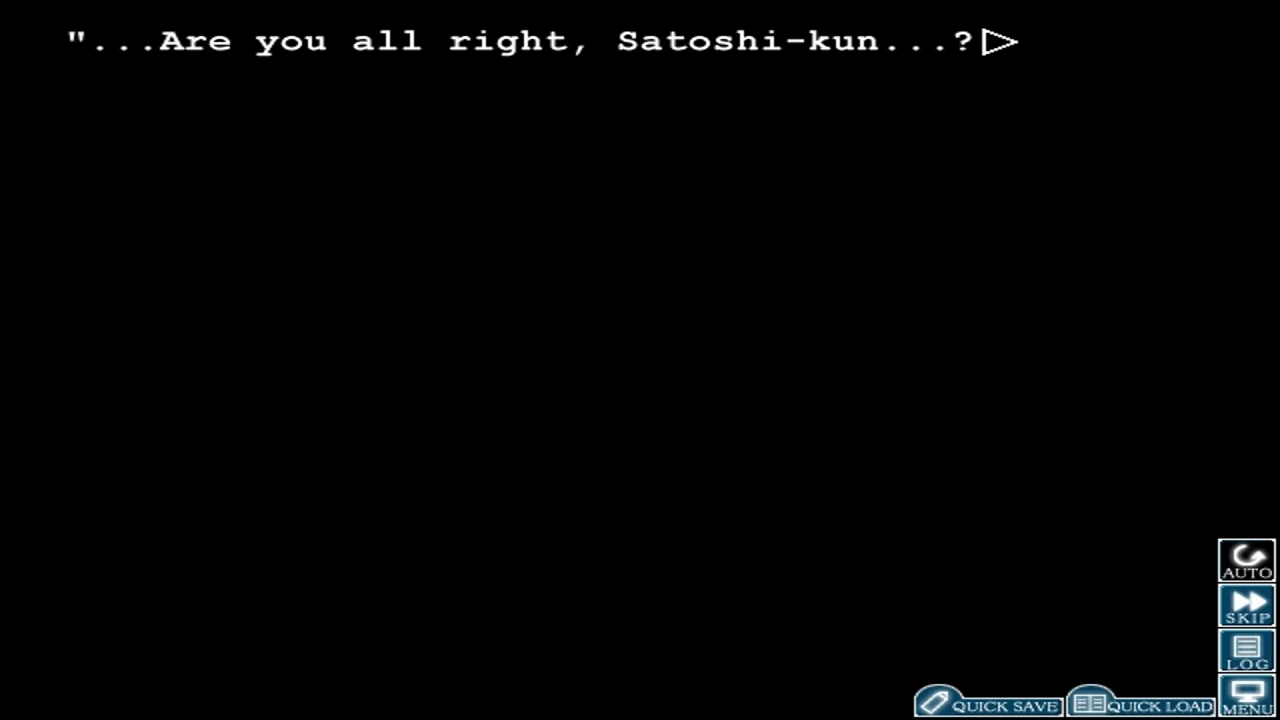 "...Are you all right, Satoshi-kun...?
AUTO
SKIP
LOG
QUICK SAVE QUICK LOAD MENU